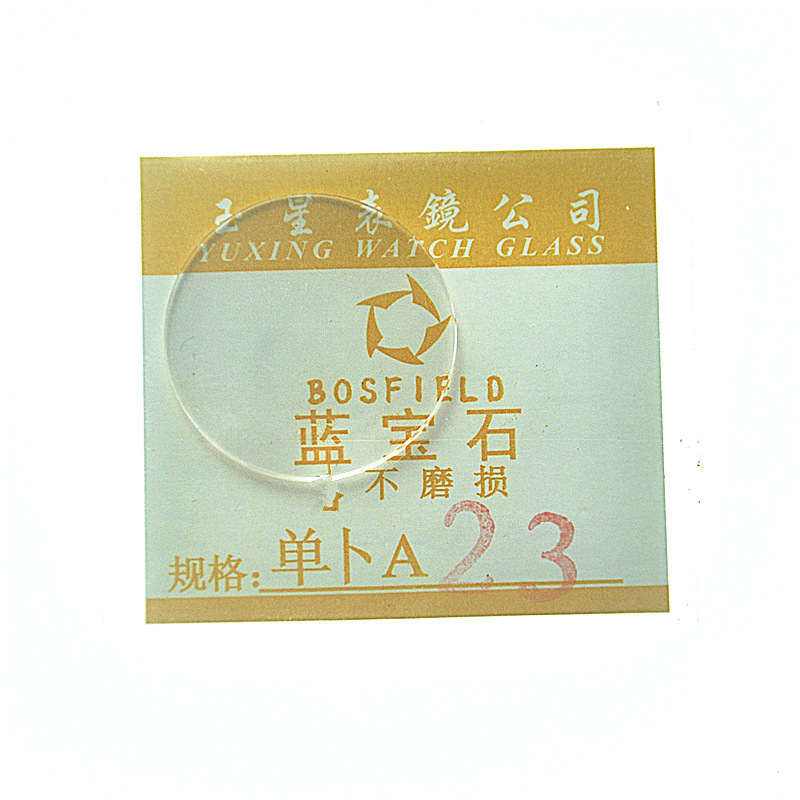 玉星表鏡公司
YUXING WATCH GLASS
BOSFIELD
蓝宝石
不磨损
规格:单卜A 23